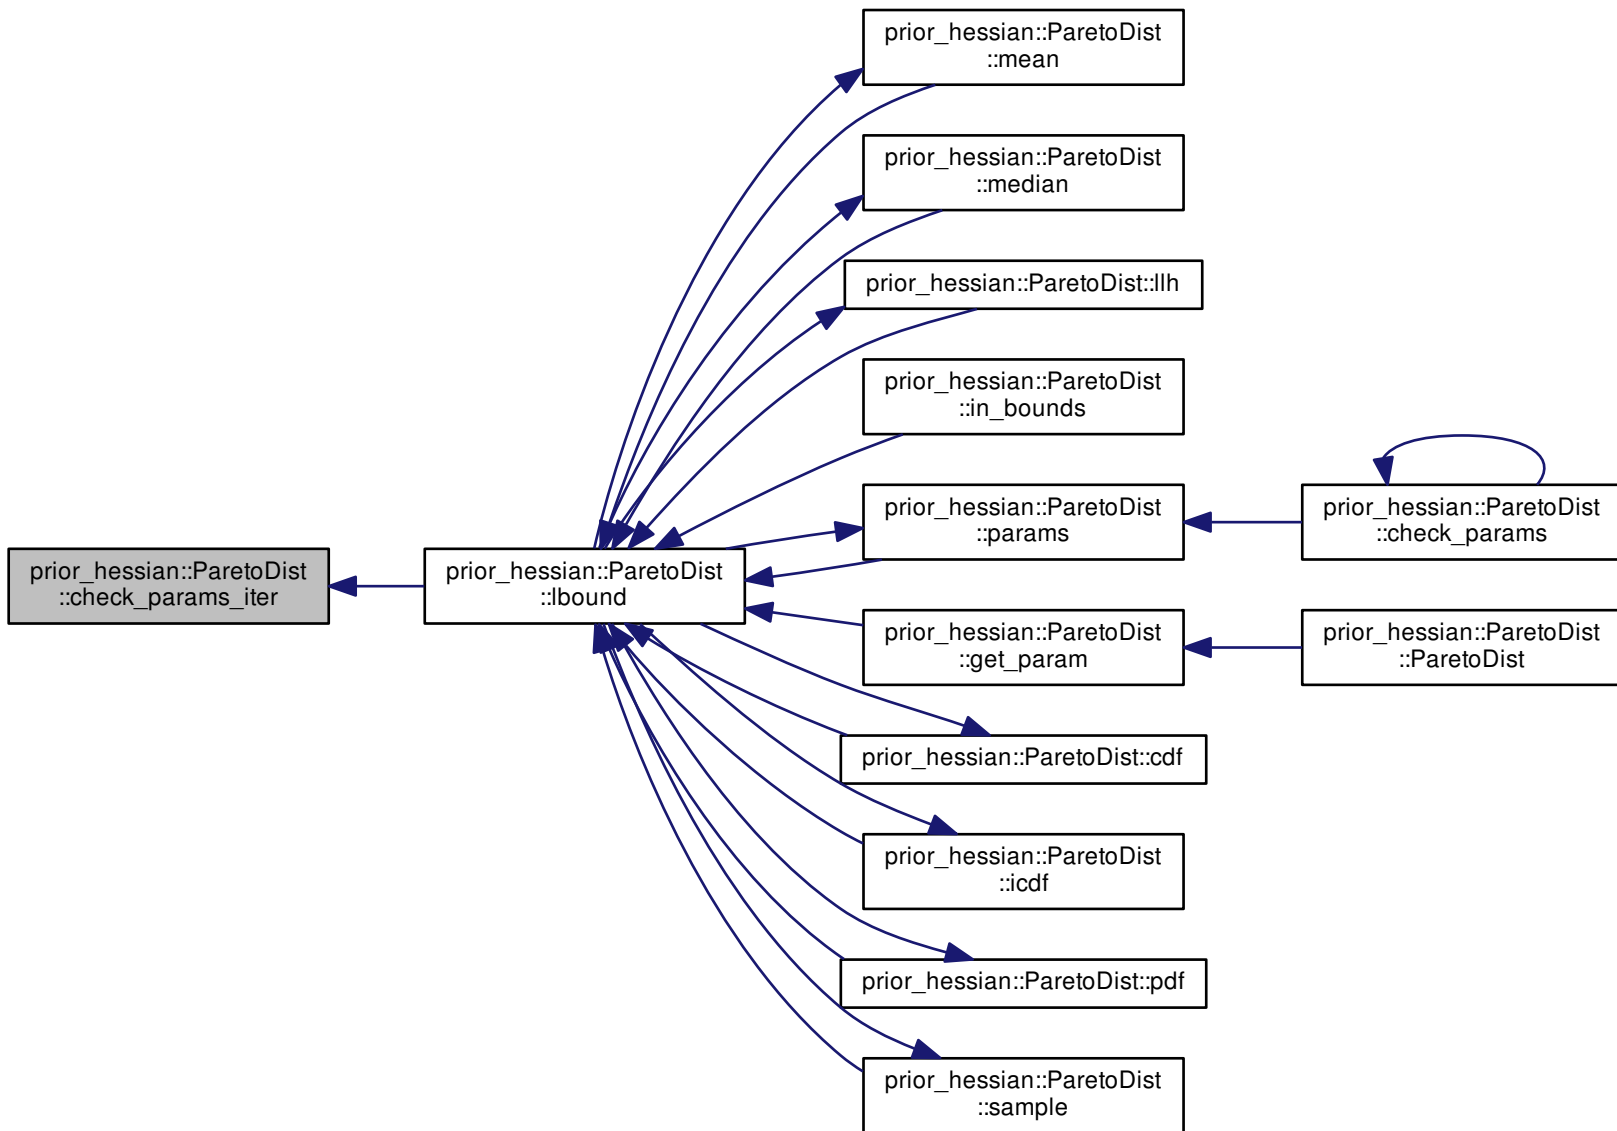 prior_hessian::ParetoDist
::mean
prior_hessian::ParetoDist
::median
prior_hessian::ParetoDist::llh
prior_hessian::ParetoDist
::in_bounds
prior_hessian::ParetoDist
::params
prior_hessian::ParetoDist
::check_params
prior_hessian::ParetoDist
::check_params_iter
prior_hessian::ParetoDist
::lbound
prior_hessian::ParetoDist
::get_param
prior_hessian::ParetoDist
::ParetoDist
prior_hessian::ParetoDist::cdf
prior_hessian::ParetoDist
::icdf
prior_hessian::ParetoDist::pdf
prior_hessian::ParetoDist
::sample